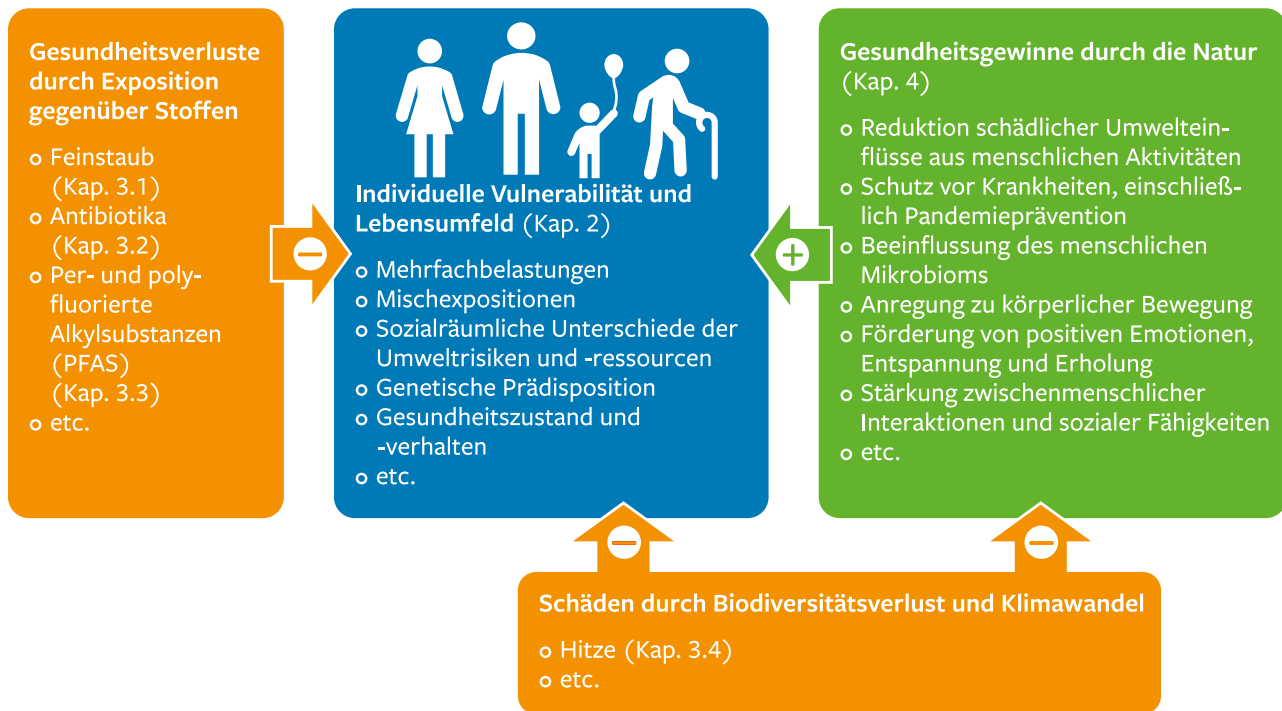 Gesundheitsverluste
durch Exposition
gegenüber Stoffen
Feinstaub
(Kap. 3.1)
Antibiotika
(Kap. 3.2)
Per- und poly-
fluorierte
Alkylsubstanzen
(PFAS)
(Kap. 3.3)
etc.
Individuelle Vulnerabilität und
Lebensumfeld (Kap. 2)
Mehrfachbelastungen
Mischexpositionen
Sozialräumliche Unterschiede der
Umweltrisiken und -ressourcen
Genetische Prädisposition
Gesundheitszustand und
-verhalten
etc.
Gesundheitsgewinne durch die Natur
(Kap. 4)
Reduktion schädlicher Umweltein-
flüsse aus menschlichen Aktivitäten
Schutz vor Krankheiten, einschließ-
lich Pandemieprävention
Beeinflussung des menschlichen
Mikrobioms
Anregung zu körperlicher Bewegung
Förderung von positiven Emotionen,
Entspannung und Erholung
Stärkung zwischenmenschlicher
Interaktionen und sozialer Fähigkeiten
etc.
Schäden durch Biodiversitätsverlust und Klimawandel
Hitze (Kap. 3.4)
etc.